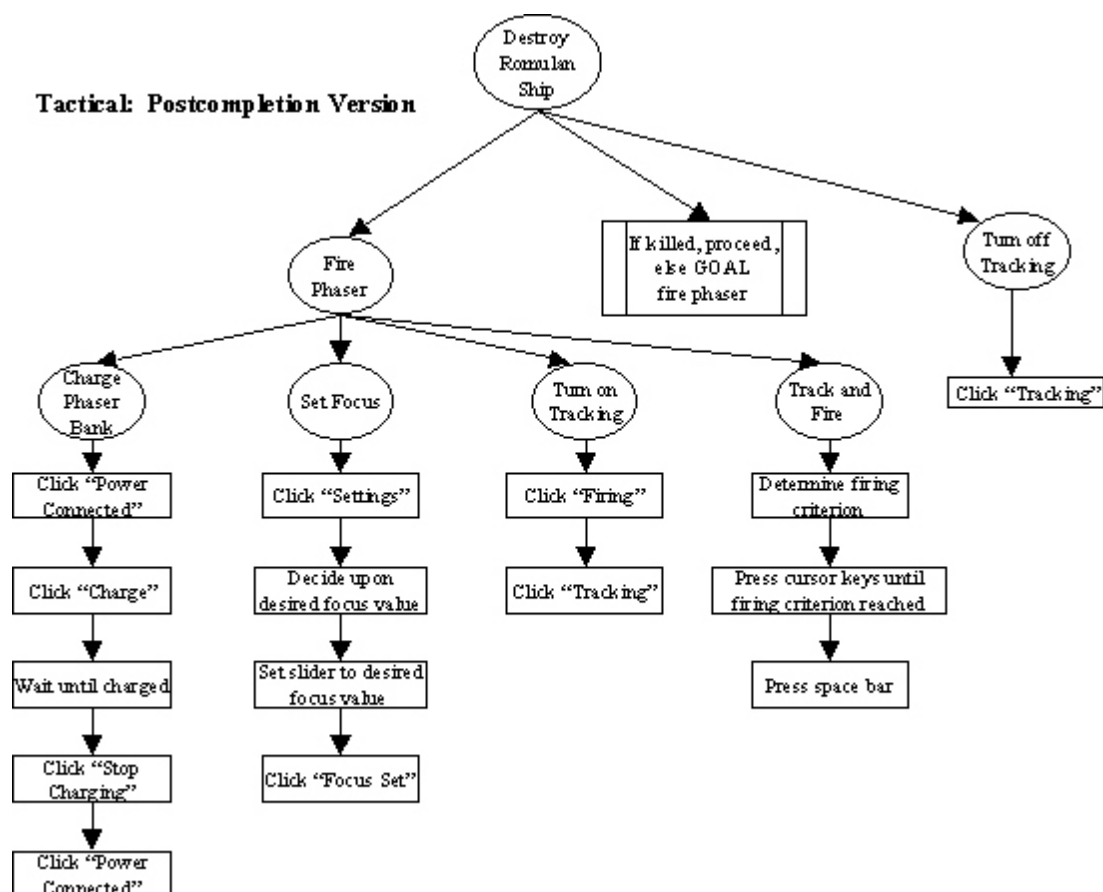 Destroy
Romulan
Ship
Tactical: Postcompletion Version
Fire
Phaser
If killed, proceed,
else GOAL
fire phaser
Turn off
Tracking
Charge
Phaser
Bank
Set Focus
Turn on
Tracking
Track and
Fire
Click “Tracking”
Click “Power
Connected”
Click “Settings”
Click “Firing”
Determine firing
criterion
Click “Charge”
Decide upon
desired focus value
Click “Tracking”
Press cursor keys until
firing criterion reached
Wait until charged
Set slider to desired
focus value
Press space bar
Click “Stop
Charging”
Click “Focus Set”
Click “Power
Connected”